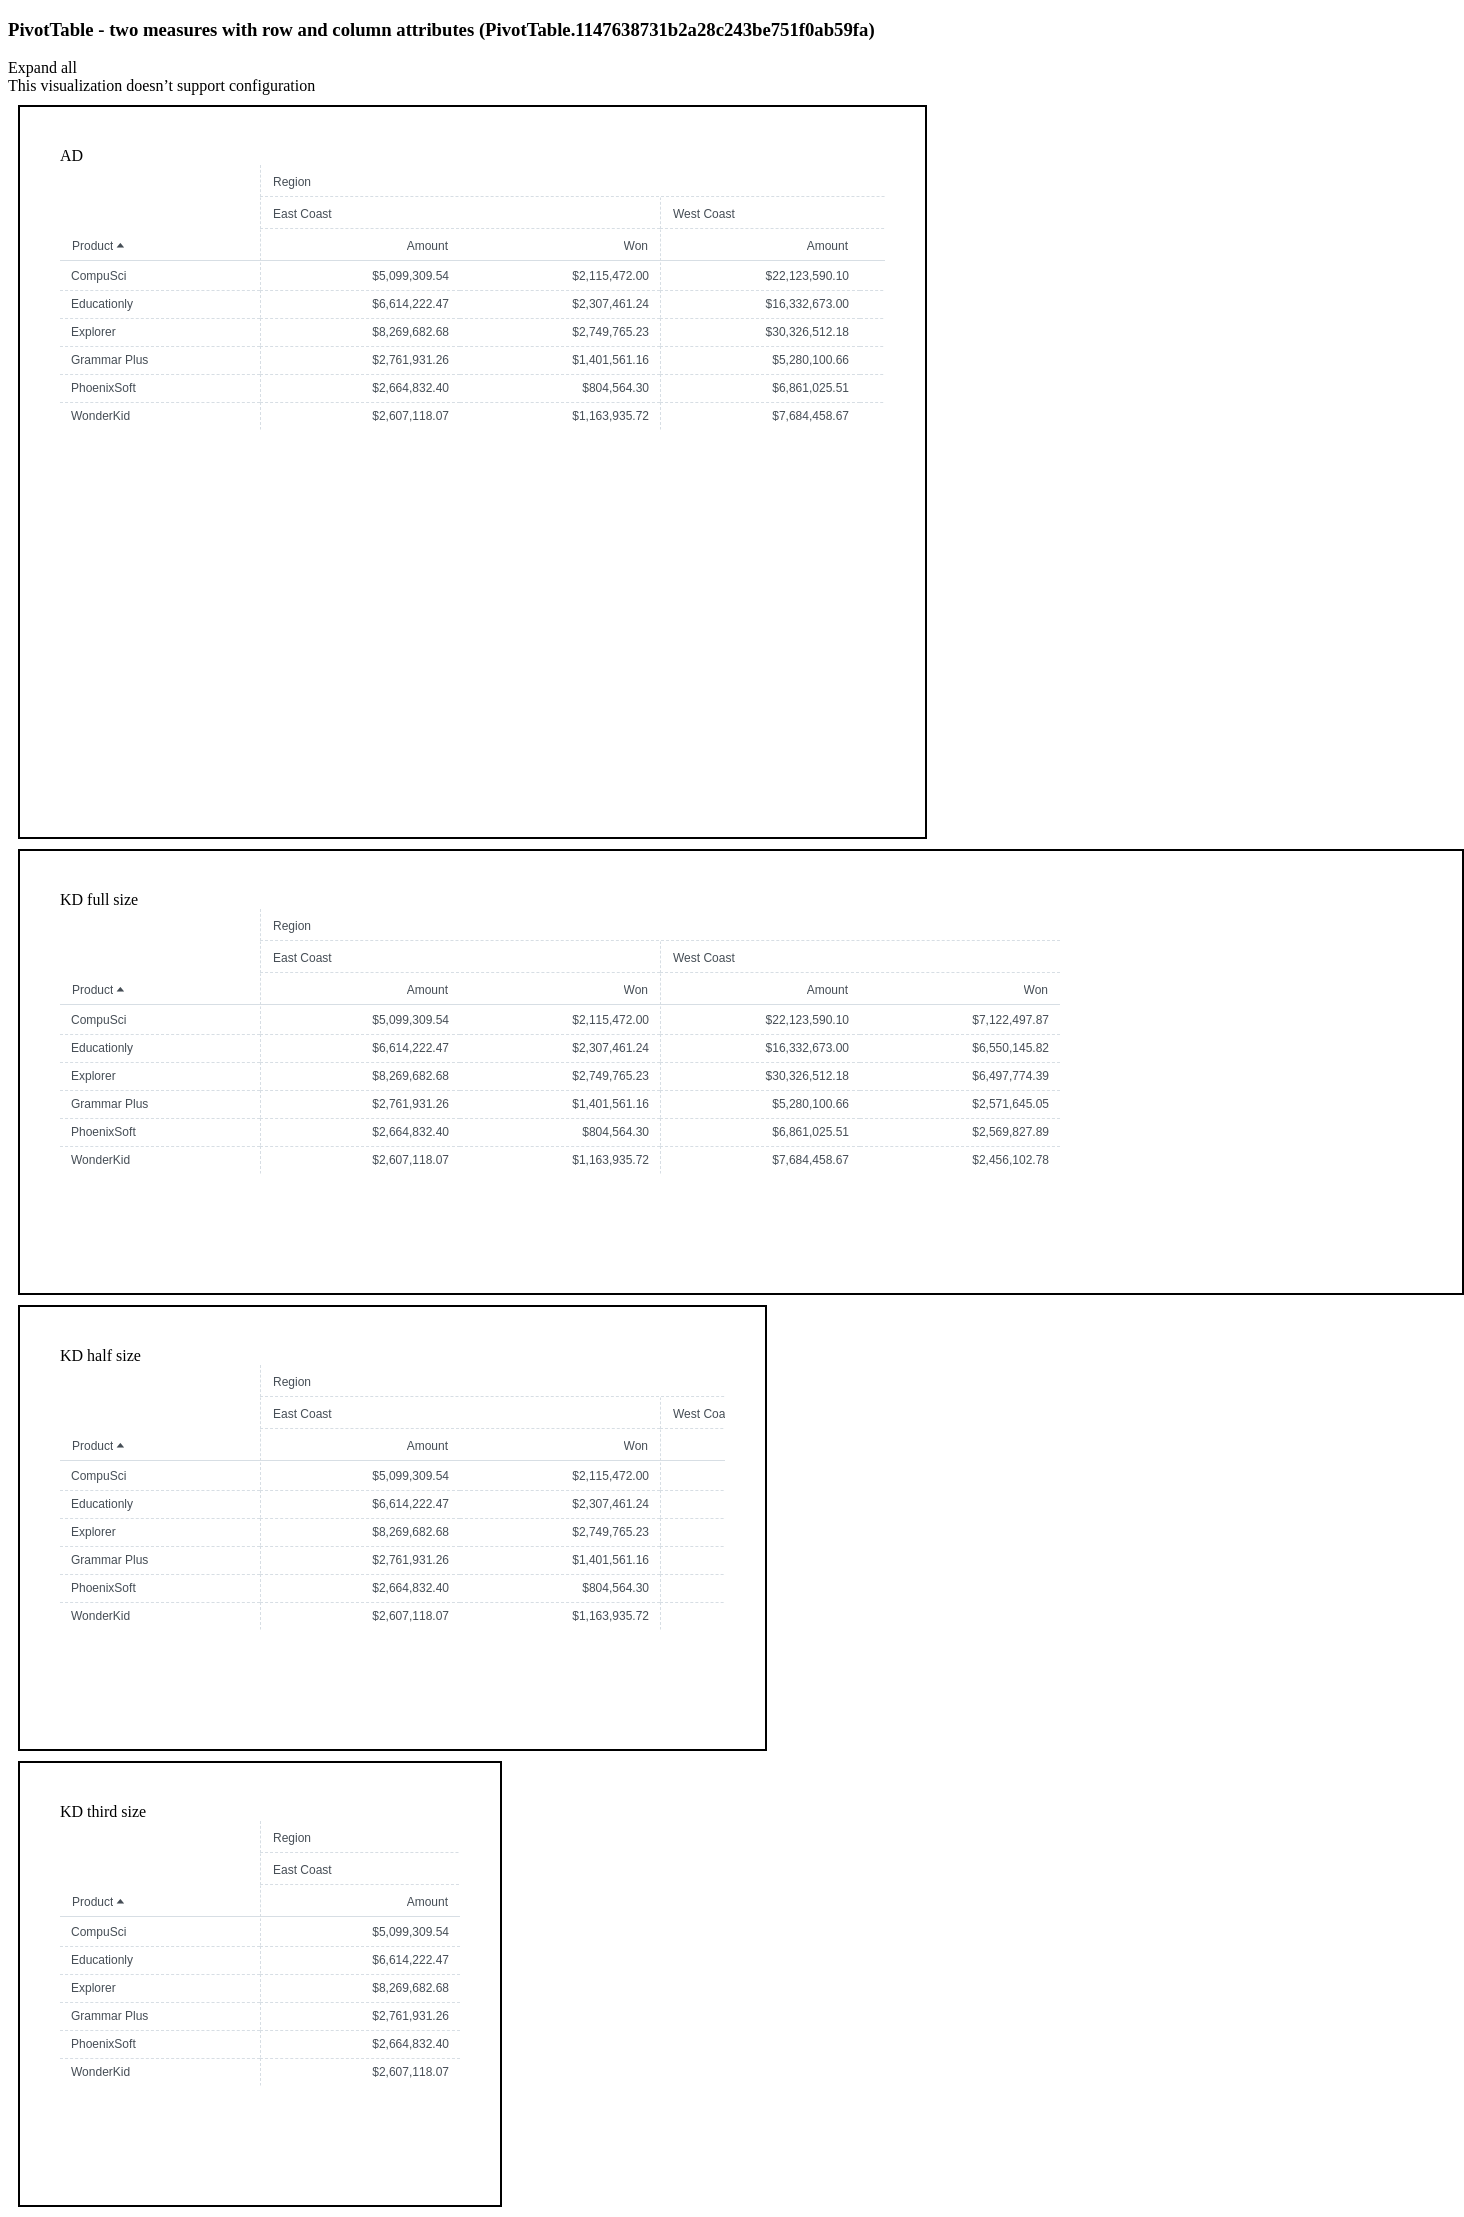 PivotTable - two measures with row and column attributes (PivotTable.1147638731b2a28c243be751f0ab59fa)
Expand all
This visualization doesn’t support configuration
AD
Region
East Coast West Coast
Product Amount Won Amount
CompuSci $5,099,309.54 $2,115,472.00 $22,123,590.10
Educationly $6,614,222.47 $2,307,461.24 $16,332,673.00
Explorer $8,269,682.68 $2,749,765.23 $30,326,512.18
Grammar Plus $2,761,931.26 $1,401,561.16 $5,280,100.66
PhoenixSoft $2,664,832.40 $804,564.30 $6,861,025.51
WonderKid $2,607,118.07 $1,163,935.72 $7,684,458.67
KD full size
Region
East Coast West Coast
Product Amount Won Amount Won
CompuSci $5,099,309.54 $2,115,472.00 $22,123,590.10 $7,122,497.87
Educationly $6,614,222.47 $2,307,461.24 $16,332,673.00 $6,550,145.82
Explorer $8,269,682.68 $2,749,765.23 $30,326,512.18 $6,497,774.39
Grammar Plus $2,761,931.26 $1,401,561.16 $5,280,100.66 $2,571,645.05
PhoenixSoft $2,664,832.40 $804,564.30 $6,861,025.51 $2,569,827.89
WonderKid $2,607,118.07 $1,163,935.72 $7,684,458.67 $2,456,102.78
KD half size
Region
East Coast West Coa
Product Amount Won
CompuSci $5,099,309.54 $2,115,472.00
Educationly $6,614,222.47 $2,307,461.24
Explorer $8,269,682.68 $2,749,765.23
Grammar Plus $2,761,931.26 $1,401,561.16
PhoenixSoft $2,664,832.40 $804,564.30
WonderKid $2,607,118.07 $1,163,935.72
KD third size
Region
East Coast
Product Amount
CompuSci $5,099,309.54
Educationly $6,614,222.47
Explorer $8,269,682.68
Grammar Plus $2,761,931.26
PhoenixSoft $2,664,832.40
WonderKid $2,607,118.07